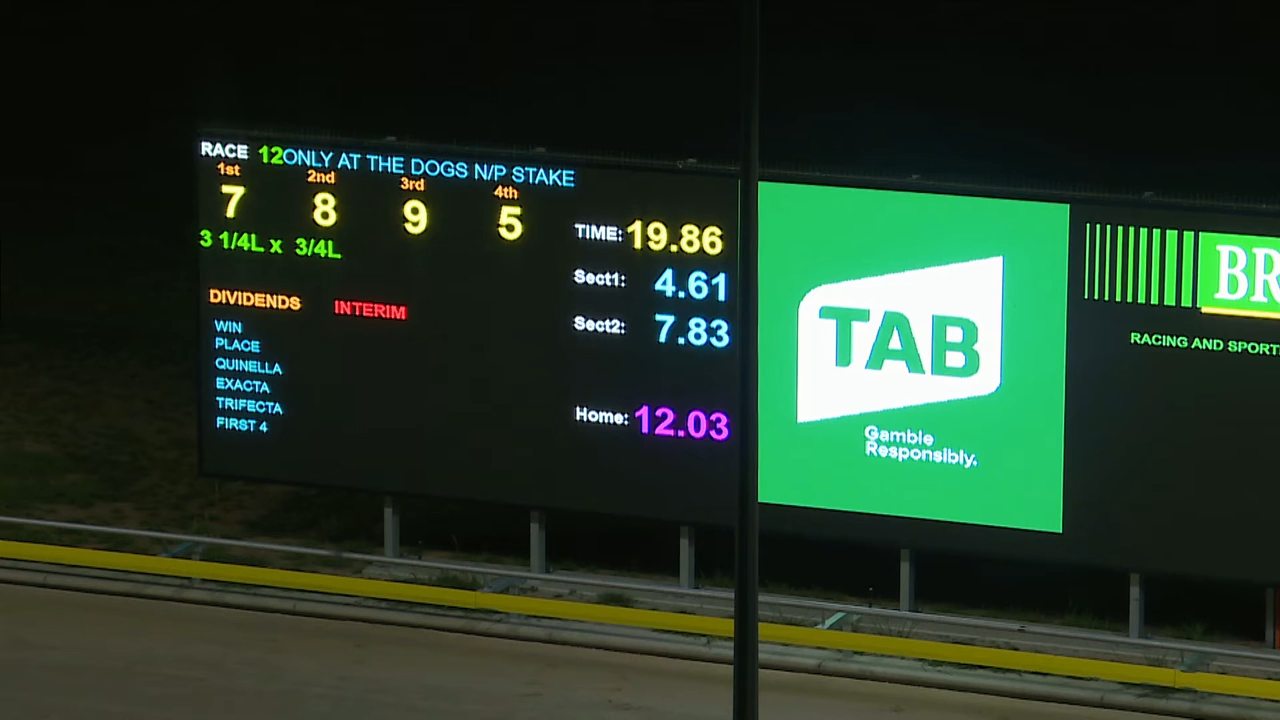 RACE 12ONLY AT THE DOGS N/P STAKE
1st 2nd 3rd 4th
7 8 9 5
3 1/4L x 3/4L
TIME: 19.86
Sect1: 4.61
Sect2: 7.83
Home: 12.03
DIVIDENDS INTERIM
WIN
PLACE
QUINELLA
EXACTA
TRIFECTA
FIRST 4
TAB
Gamble
Responsibly.
BR
RACING AND SPORT